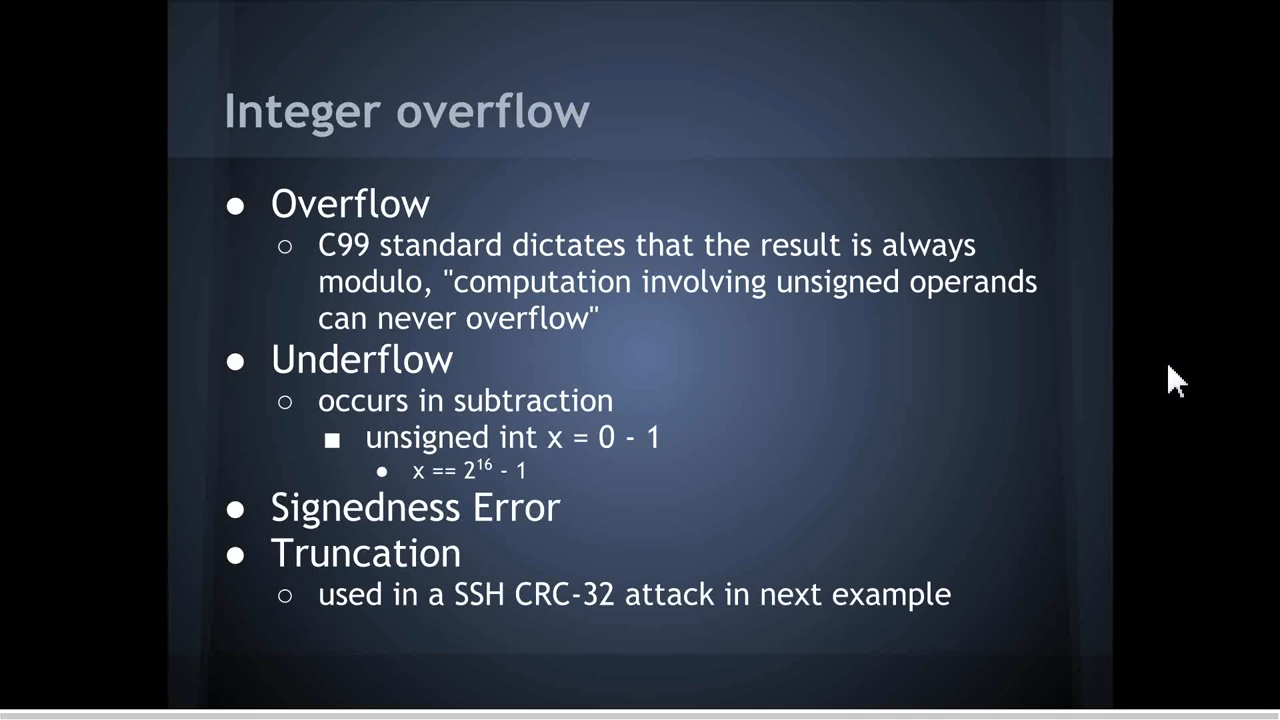 Integer overflow
● Overflow
○ C99 standard dictates that the result is always
modulo, "computation involving unsigned operands
can never overflow"
● Underflow
○ occurs in subtraction
■ unsigned int x = 0 - 1
● x == 2¹⁶ - 1
● Signedness Error
● Truncation
○ used in a SSH CRC-32 attack in next example